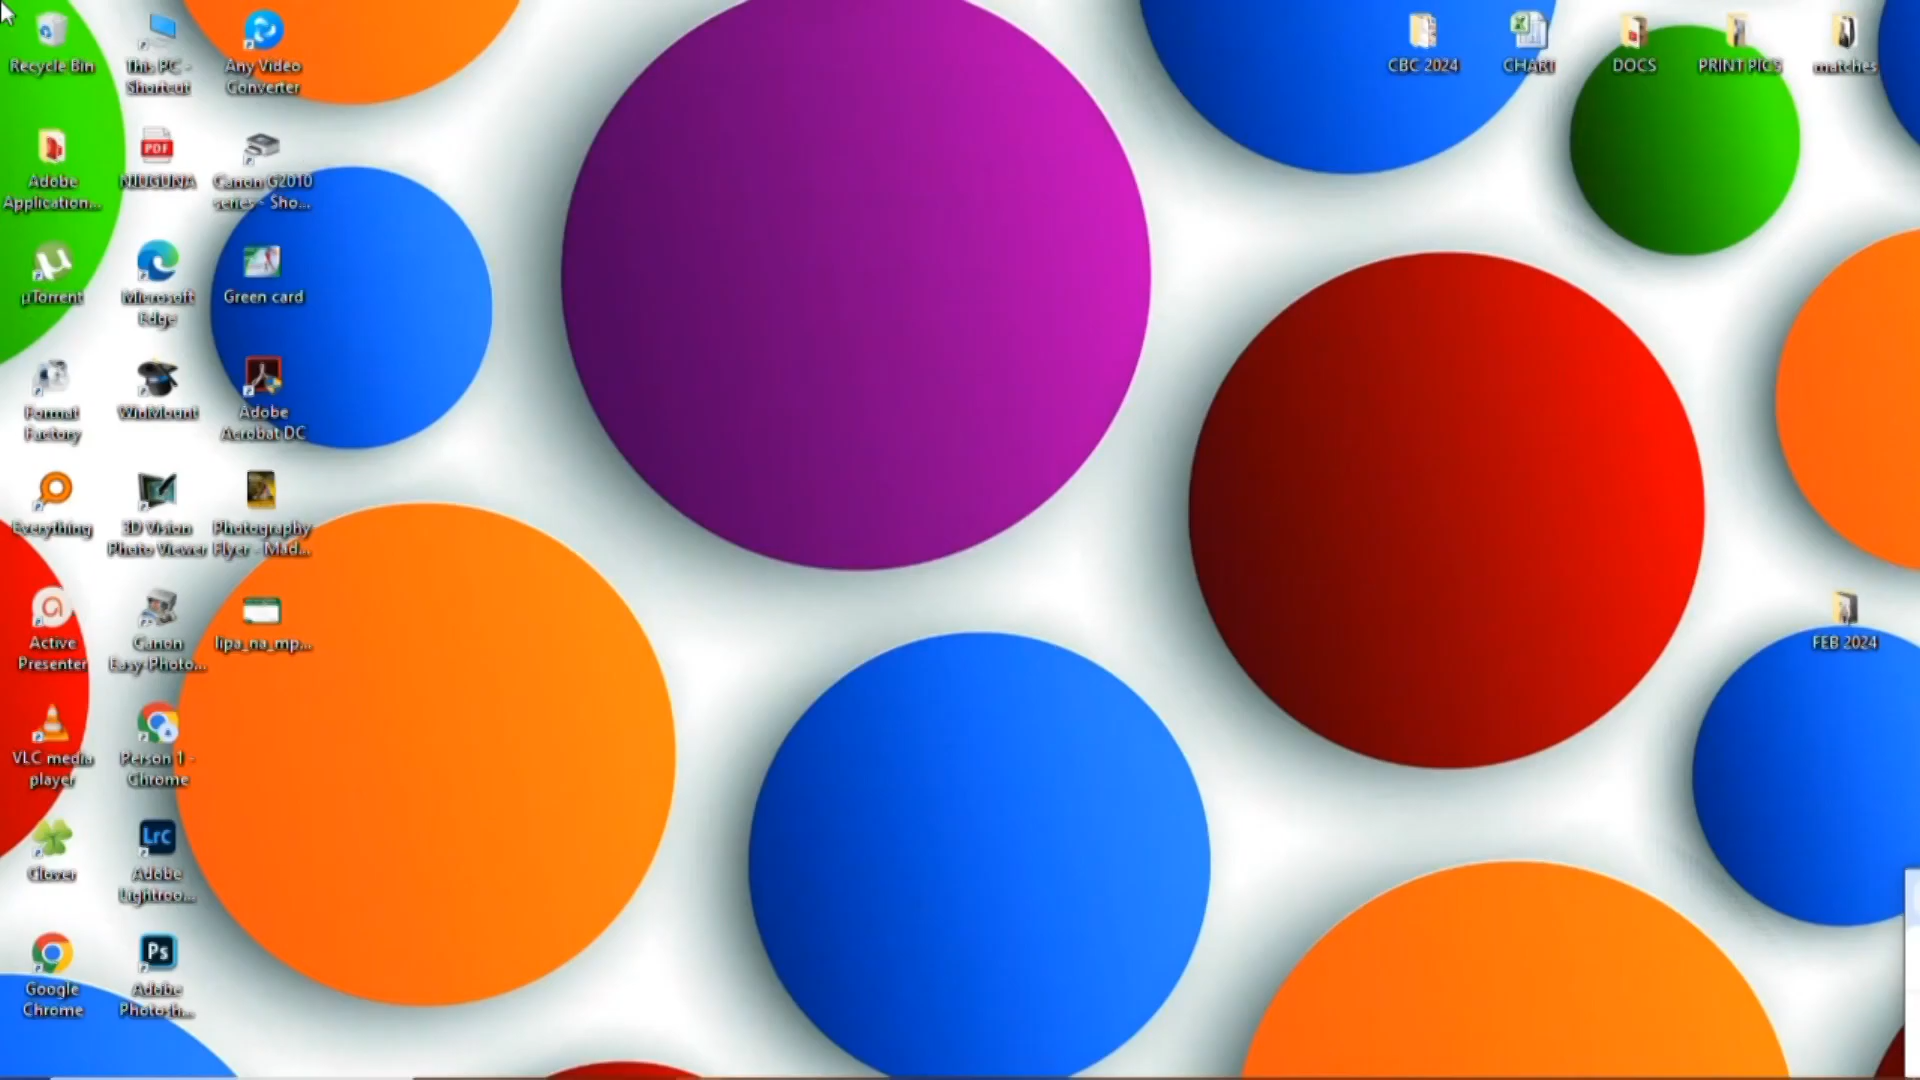 Recycle Bin
This PC -
Shortcut
Any Video
Converter
CBC 2024
CHART
DOCS
PRINT PICS
matches
Adobe
Application...
PDF
NJUGUNA
Canon G2010
series - Sho...
µTorrent
Microsoft
Edge
Green card
Format
Factory
WinMount
Adobe
Acrobat DC
Everything
3D Vision
Photo Viewer
Photography
Flyer - Mad...
Active
Presenter
Canon
Easy-Photo...
lipa_na_mp...
FEB 2024
VLC media
player
Person 1 -
Chrome
Clover
Lrc
Adobe
Lightroo...
Google
Chrome
Ps
Adobe
Photosh...